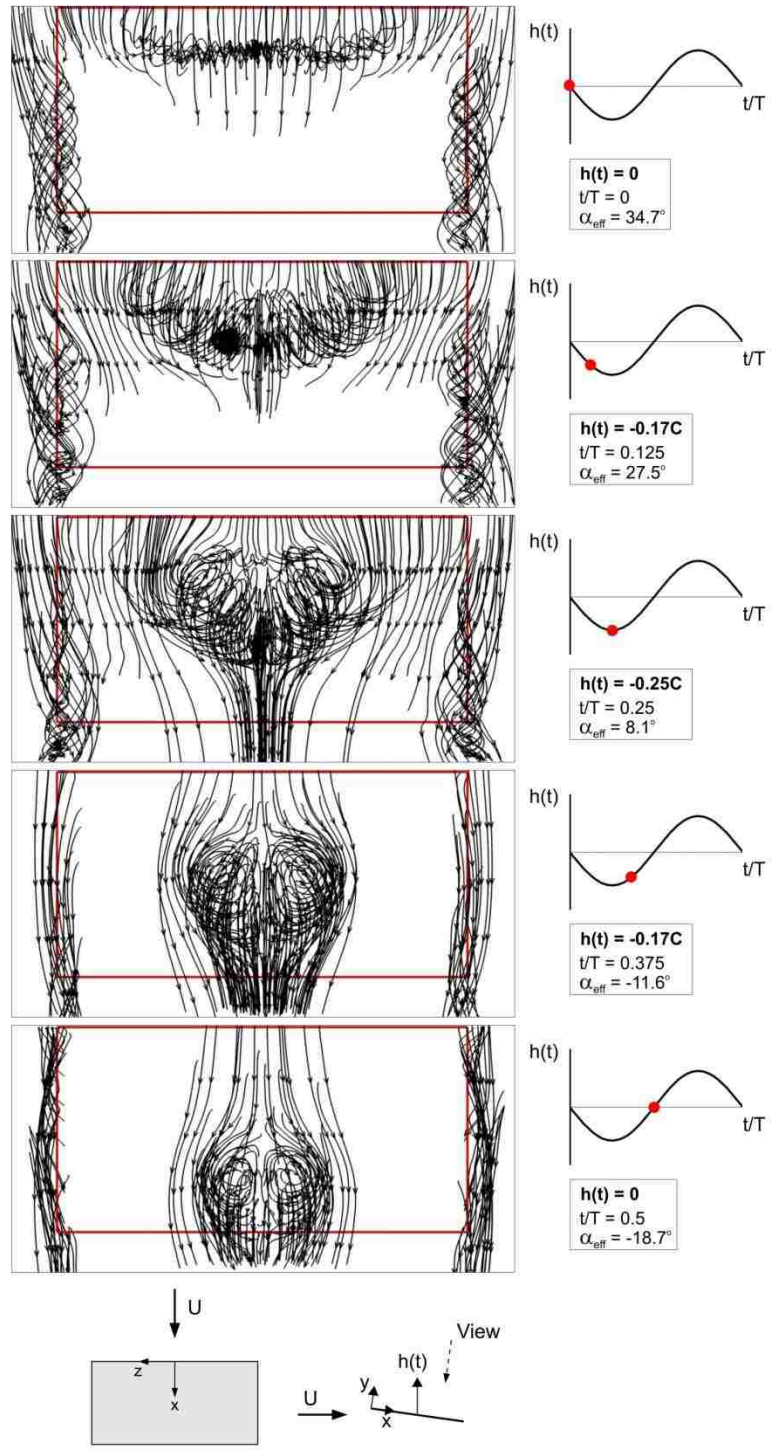 h(t)
t/T
h(t) = 0
t/T = 0
αeff = 34.7°
h(t)
t/T
h(t) = -0.17C
t/T = 0.125
αeff = 27.5°
h(t)
t/T
h(t) = -0.25C
t/T = 0.25
αeff = 8.1°
h(t)
t/T
h(t) = -0.17C
t/T = 0.375
αeff = -11.6°
h(t)
t/T
h(t) = 0
t/T = 0.5
αeff = -18.7°
U
z
x
U
y
x
h(t)
View